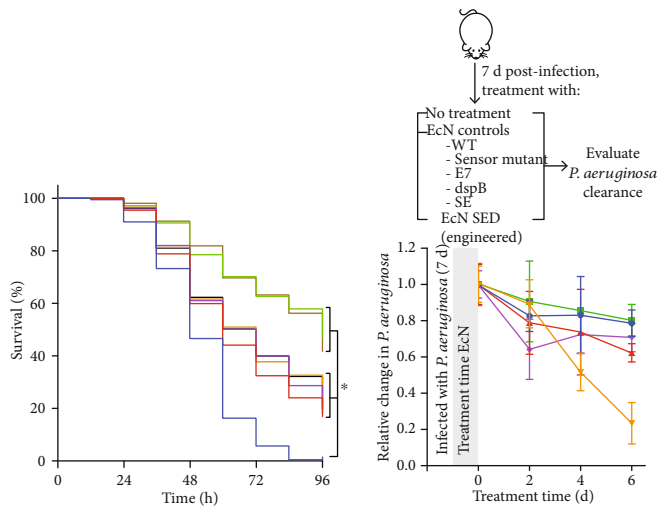 7 d post-infection,
treatment with:
No treatment
EcN controls
-WT
- Sensor mutant
- E7
- dspB
- SE
EcN SED
(engineered)
Evaluate
P. aeruginosa
clearance
100
80
60
40
20
0
Survival (%)
0 24 48 72 96
Time (h)
*
1.2
1.0
0.8
0.6
0.4
0.2
0.0
Relative change in P. aeruginosa
Infected with P. aeruginosa (7 d)
Treatment time EcN
0 2 4 6
Treatment time (d)